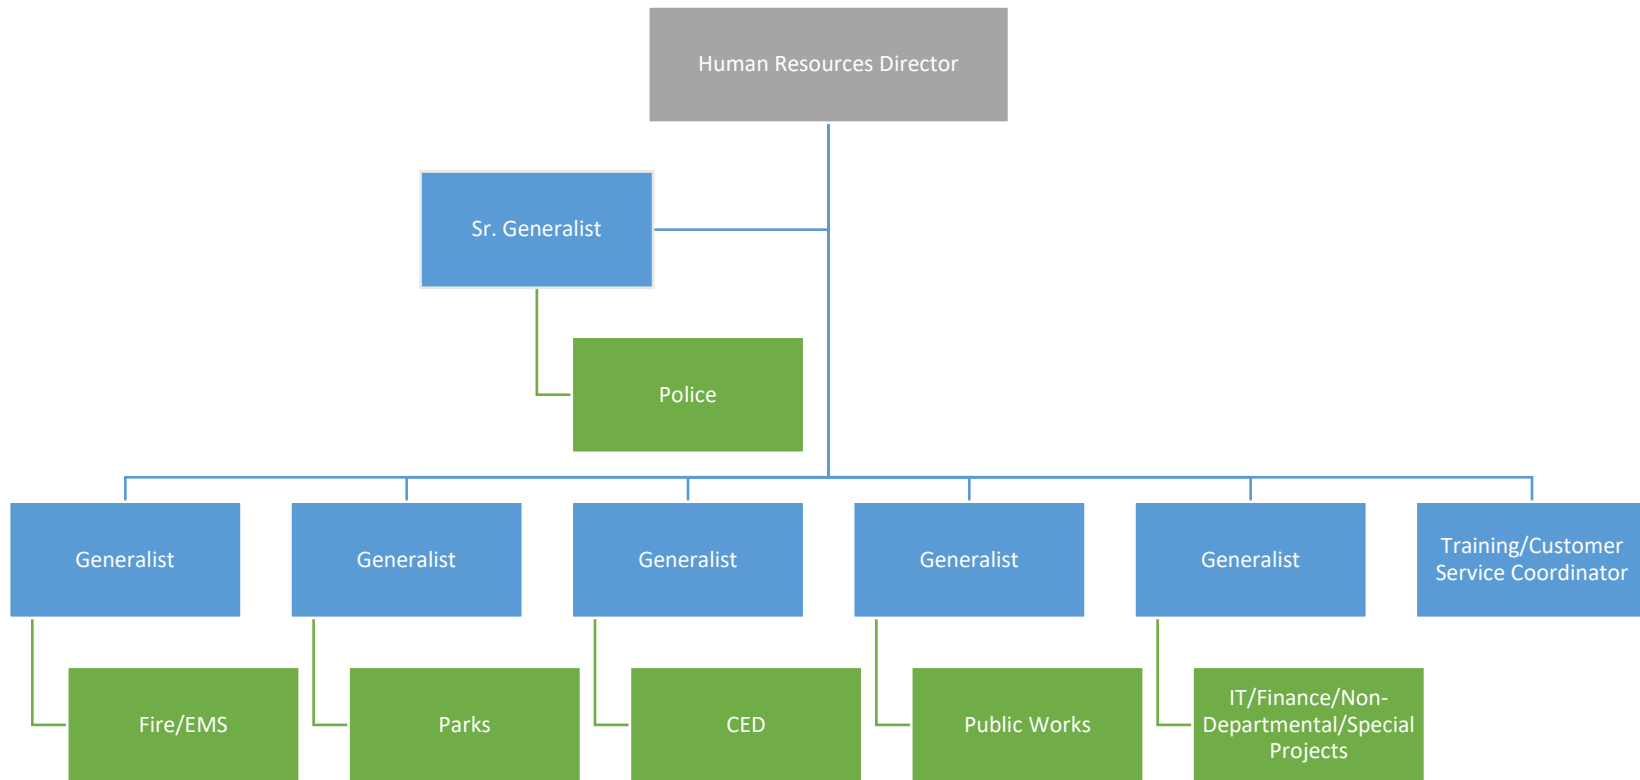 Human Resources Director
Sr. Generalist
Police
Generalist
Generalist
Generalist
Generalist
Generalist
Training/Customer
Service Coordinator
Fire/EMS
Parks
CED
Public Works
IT/Finance/Non-
Departmental/Special
Projects